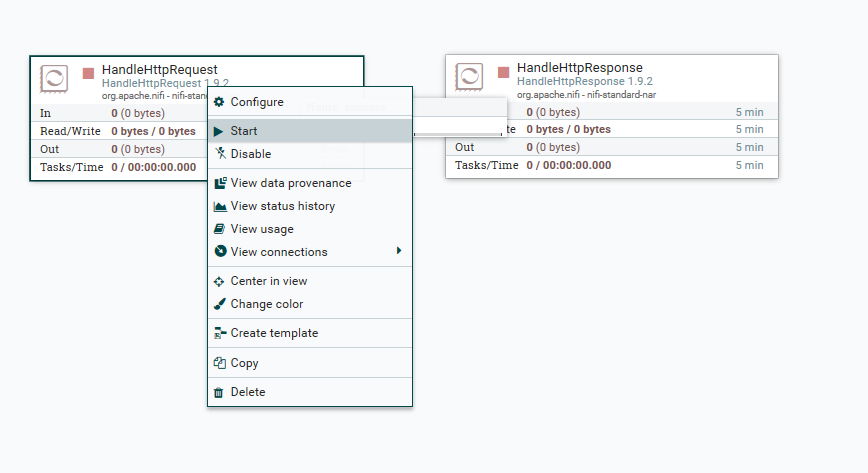 HandleHttpRequest
HandleHttpRequest 1.9.2
org.apache.nifi - nifi-stan
In 0 (0 bytes)
Read/Write 0 bytes / 0 bytes
Out 0 (0 bytes)
Tasks/Time 0 / 00:00:00.000
Configure
Start
Disable
View data provenance
View status history
View usage
View connections
Center in view
Change color
Create template
Copy
Delete
HandleHttpResponse
HandleHttpResponse 1.9.2
org.apache.nifi - nifi-standard-nar
0 (0 bytes) 5 min
te 0 bytes / 0 bytes 5 min
Out 0 (0 bytes) 5 min
Tasks/Time 0 / 00:00:00.000 5 min